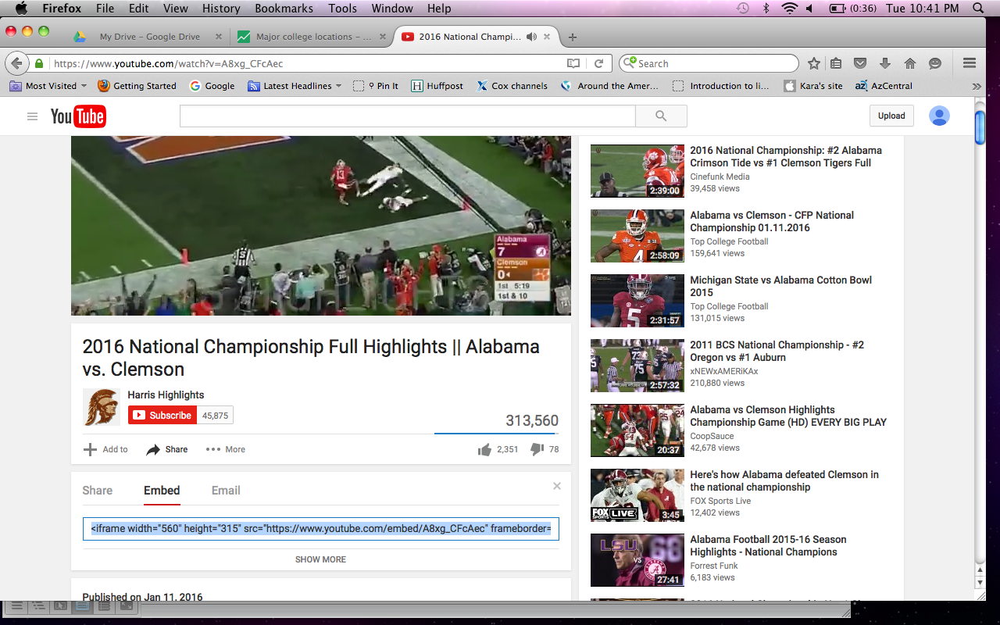 Firefox File Edit View History Bookmarks Tools Window Help (0:36) Tue 10:41 PM
My Drive – Google Drive Major college locations – ... 2016 National Champi...
https://www.youtube.com/watch?v=A8xg_CFcAec Search
Most Visited Getting Started Google Latest Headlines Pin It Huffpost Cox channels Around the Amer... Introduction to li... Kara's site AzCentral
YouTube Upload
Alabama
7
Clemson
0
1st 5:19
1st & 10
2016 National Championship Full Highlights || Alabama
vs. Clemson
Harris Highlights
Subscribe 45,875
313,560
Add to Share More 2,351 78
Share Embed Email
<iframe width="560" height="315" src="https://www.youtube.com/embed/A8xg_CFcAec" frameborder=
SHOW MORE
Published on Jan 11, 2016
2016 National Championship: #2 Alabama
Crimson Tide vs #1 Clemson Tigers Full
Cinefunk Media
39,458 views
2:39:00
Alabama vs Clemson - CFP National
Championship 01.11.2016
Top College Football
159,641 views
2:58:09
Michigan State vs Alabama Cotton Bowl
2015
Top College Football
131,015 views
2:31:57
2011 BCS National Championship - #2
Oregon vs #1 Auburn
xNEWxAMERiKAx
210,880 views
2:57:32
Alabama vs Clemson Highlights
Championship Game (HD) EVERY BIG PLAY
CoopSauce
42,678 views
20:37
Here's how Alabama defeated Clemson in
the national championship
FOX Sports Live
12,402 views
FOX SPORTS LIVE 3:45
Alabama Football 2015-16 Season
Highlights - National Champions
Forrest Funk
6,183 views
LSU VS 27:41